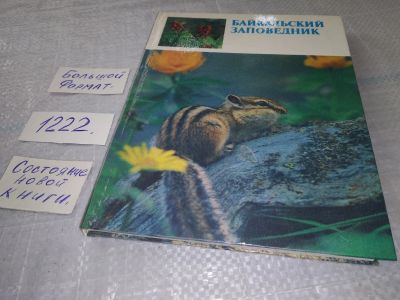 БАЙКАЛЬСКИЙ
ЗАПОВЕДНИК
БОЛЬШОЙ
ФОРМАТ.
1222.
СОСТОЯНИЕ
НОВОЙ
КНИГИ.